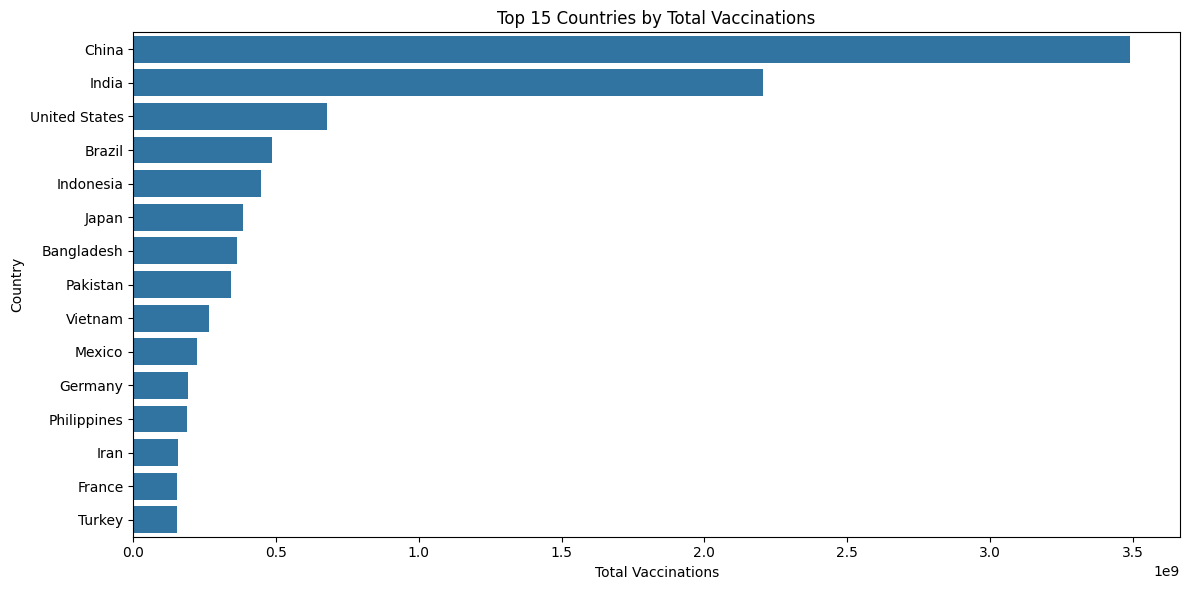 Top 15 Countries by Total Vaccinations
China
India
United States
Brazil
Indonesia
Japan
Bangladesh
Pakistan
Vietnam
Mexico
Germany
Philippines
Iran
France
Turkey
Country
0.0 0.5 1.0 1.5 2.0 2.5 3.0 3.5
1e9
Total Vaccinations